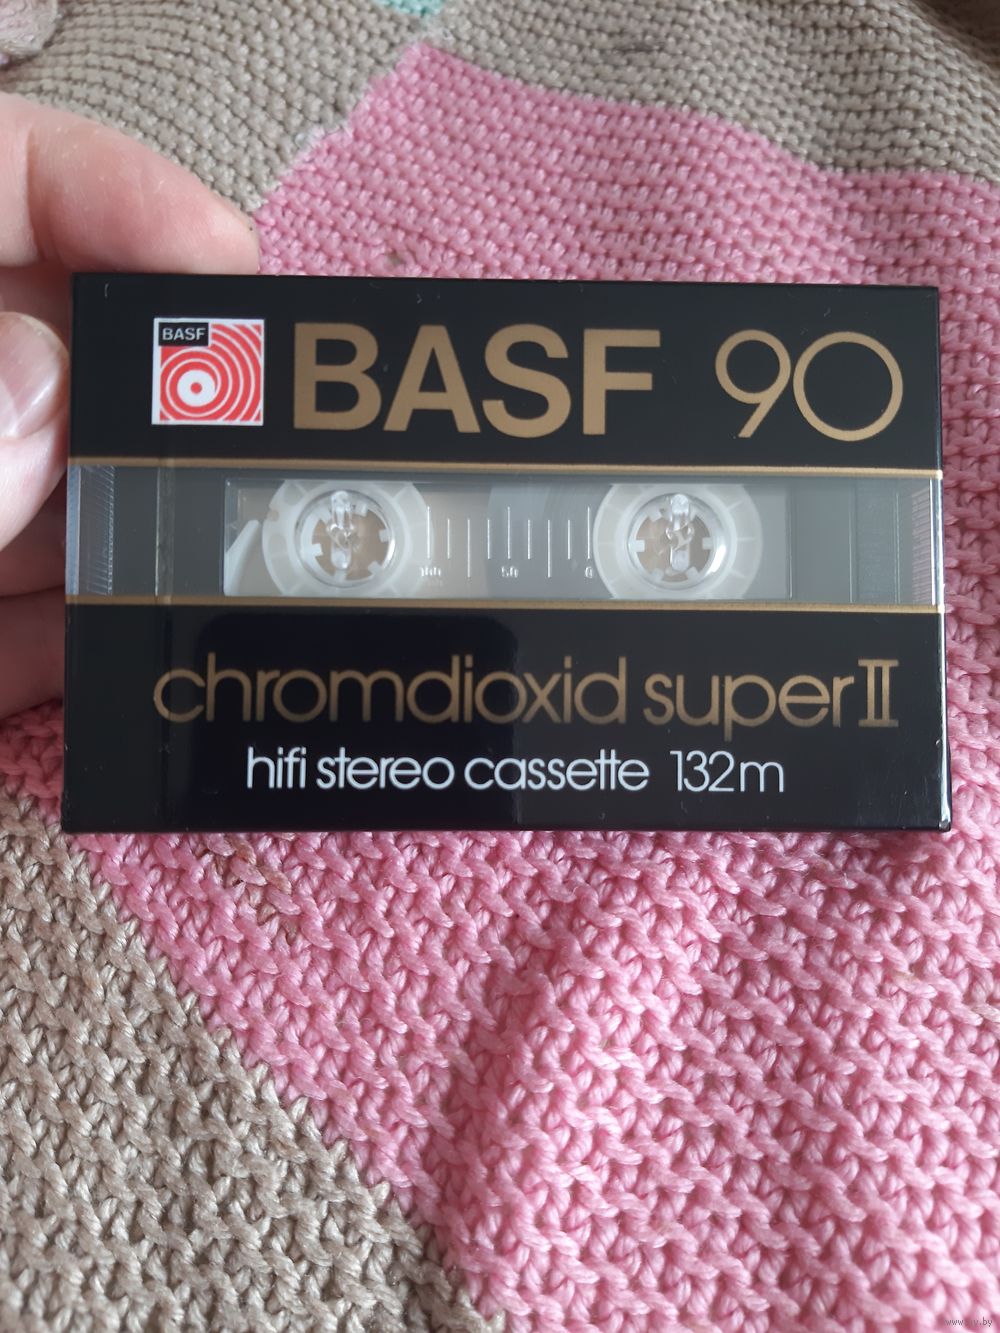 BASF
BASF 90
100 50 0
chromdioxid super II
hifi stereo cassette 132m